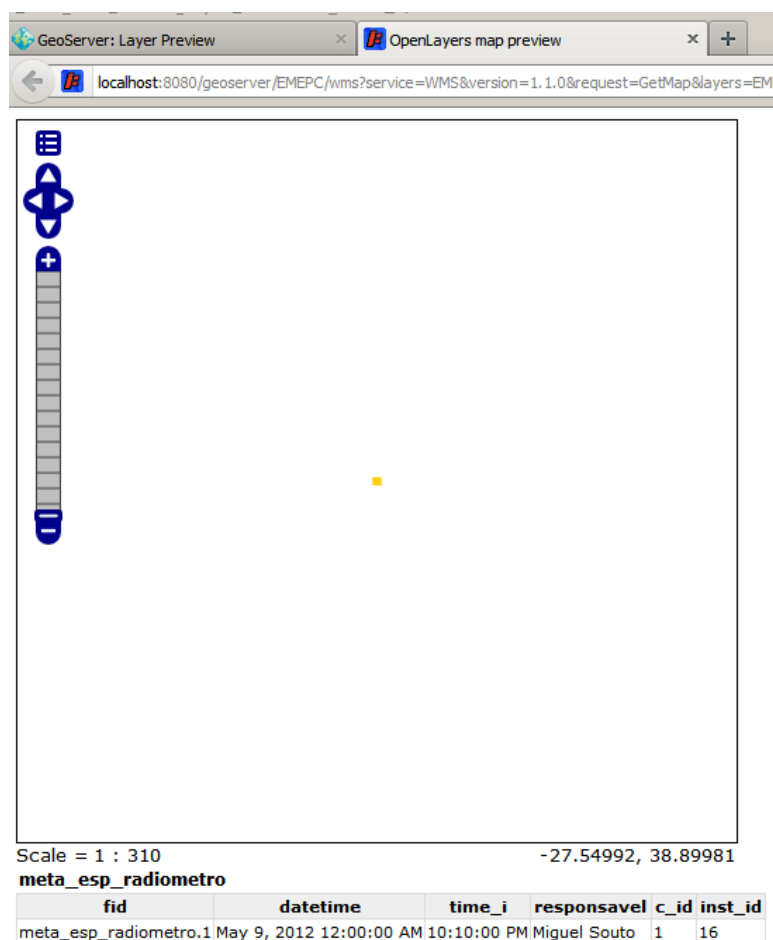 GeoServer: Layer Preview
OpenLayers map preview
localhost:8080/geoserver/EMEPC/wms?service=WMS&version=1.1.0&request=GetMap&layers=EM
Scale = 1 : 310
-27.54992, 38.89981
meta_esp_radiometro
fid datetime time_i responsavel c_id inst_id
meta_esp_radiometro.1 May 9, 2012 12:00:00 AM 10:10:00 PM Miguel Souto 1 16